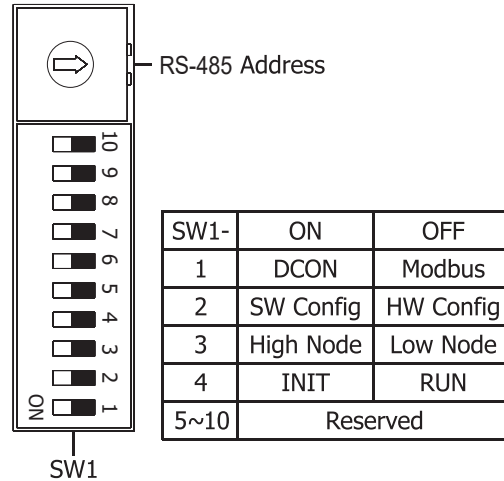 RS-485 Address
10
9
8
7
6
5
4
3
2
1
ON
SW1
SW1- ON OFF
1 DCON Modbus
2 SW Config HW Config
3 High Node Low Node
4 INIT RUN
5~10 Reserved